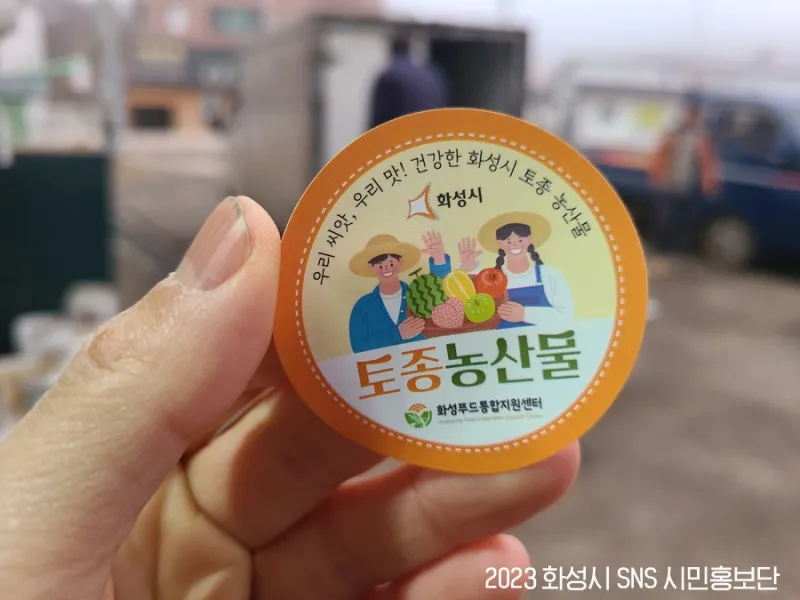 우리 씨앗, 우리 맛! 건강한 화성시 토종 농산물
화성시
토종농산물
화성푸드통합지원센터
2023 화성시 SNS 시민홍보단